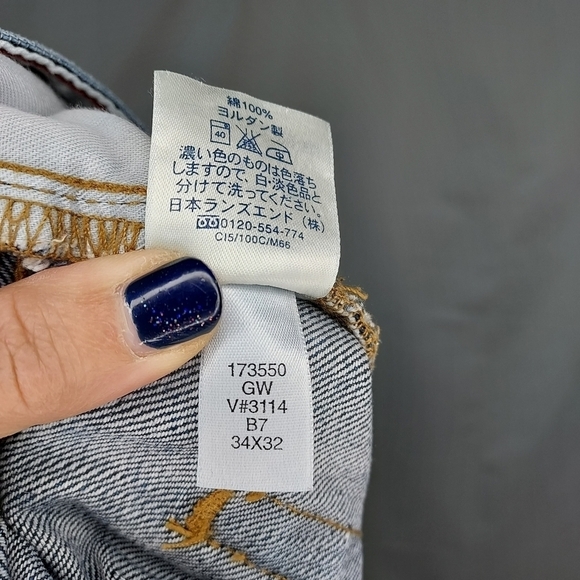 綿100%
ヨルダン製
40
濃い色のものは色落ち
しますので、白・淡色品と
分けて洗ってください。
日本ランズエンド(株)
0120-554-774
CI5/100C/M66
173550
GW
V#3114
B7
34X32